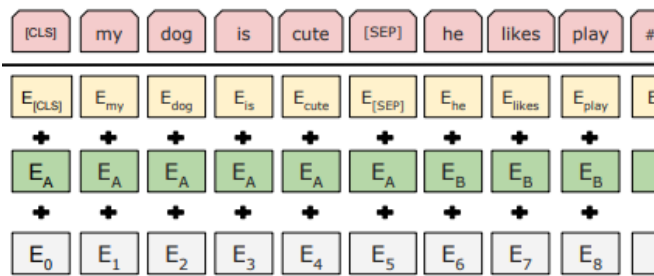 [CLS] my dog is cute [SEP] he likes play #
E[CLS] Emy Edog Eis Ecute E[SEP] Ehe Elikes Eplay E
EA EA EA EA EA EA EB EB EB
E0 E1 E2 E3 E4 E5 E6 E7 E8